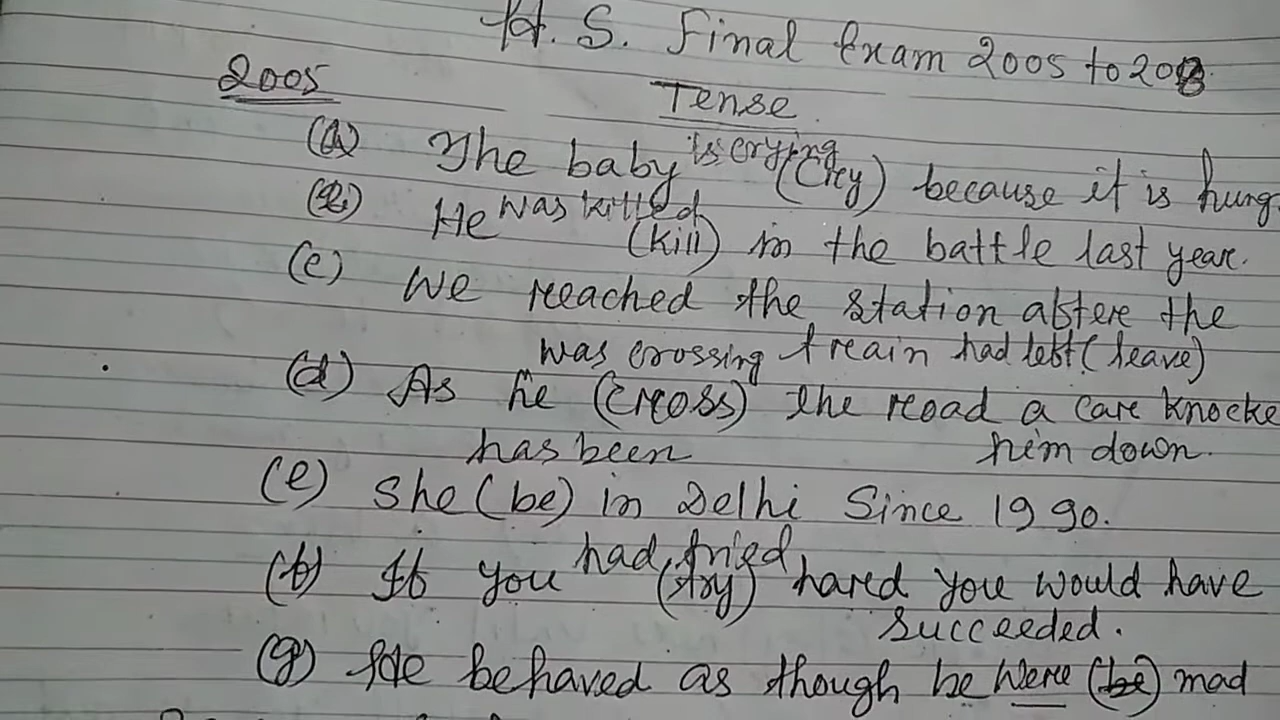 H. S. Final Exam 2005 to 2018
2005
Tense
(a) The baby is crying (Cry) because it is hung
(b) He was killed (kill) in the battle last year.
(c) We reached the station after the
train had left (leave)
(d) As he was crossing (Cross) the road a car knocke
him down.
(e) She has been (be) in Delhi Since 1990.
(f) If you had tried (try) hard you would have
succeeded.
(g) He behaved as though he were (be) mad